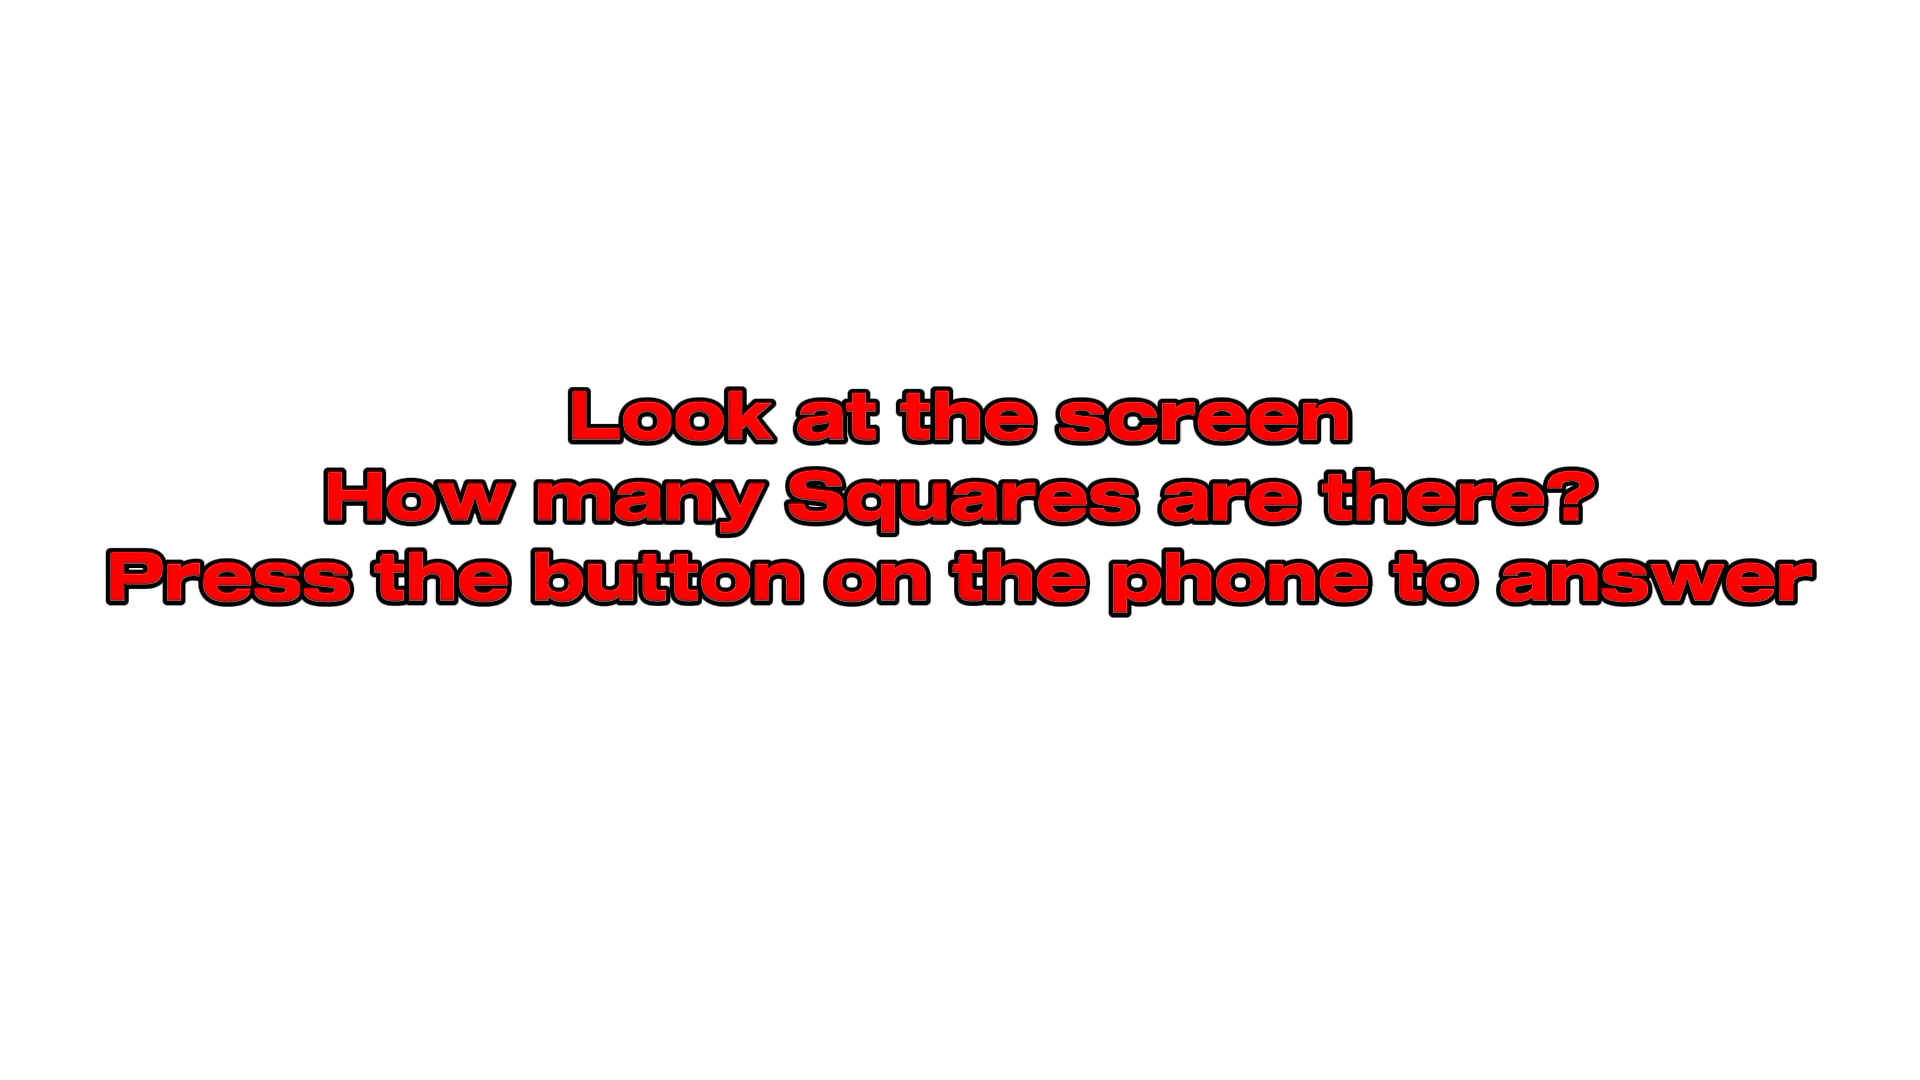 Look at the screen
How many Squares are there?
Press the button on the phone to answer